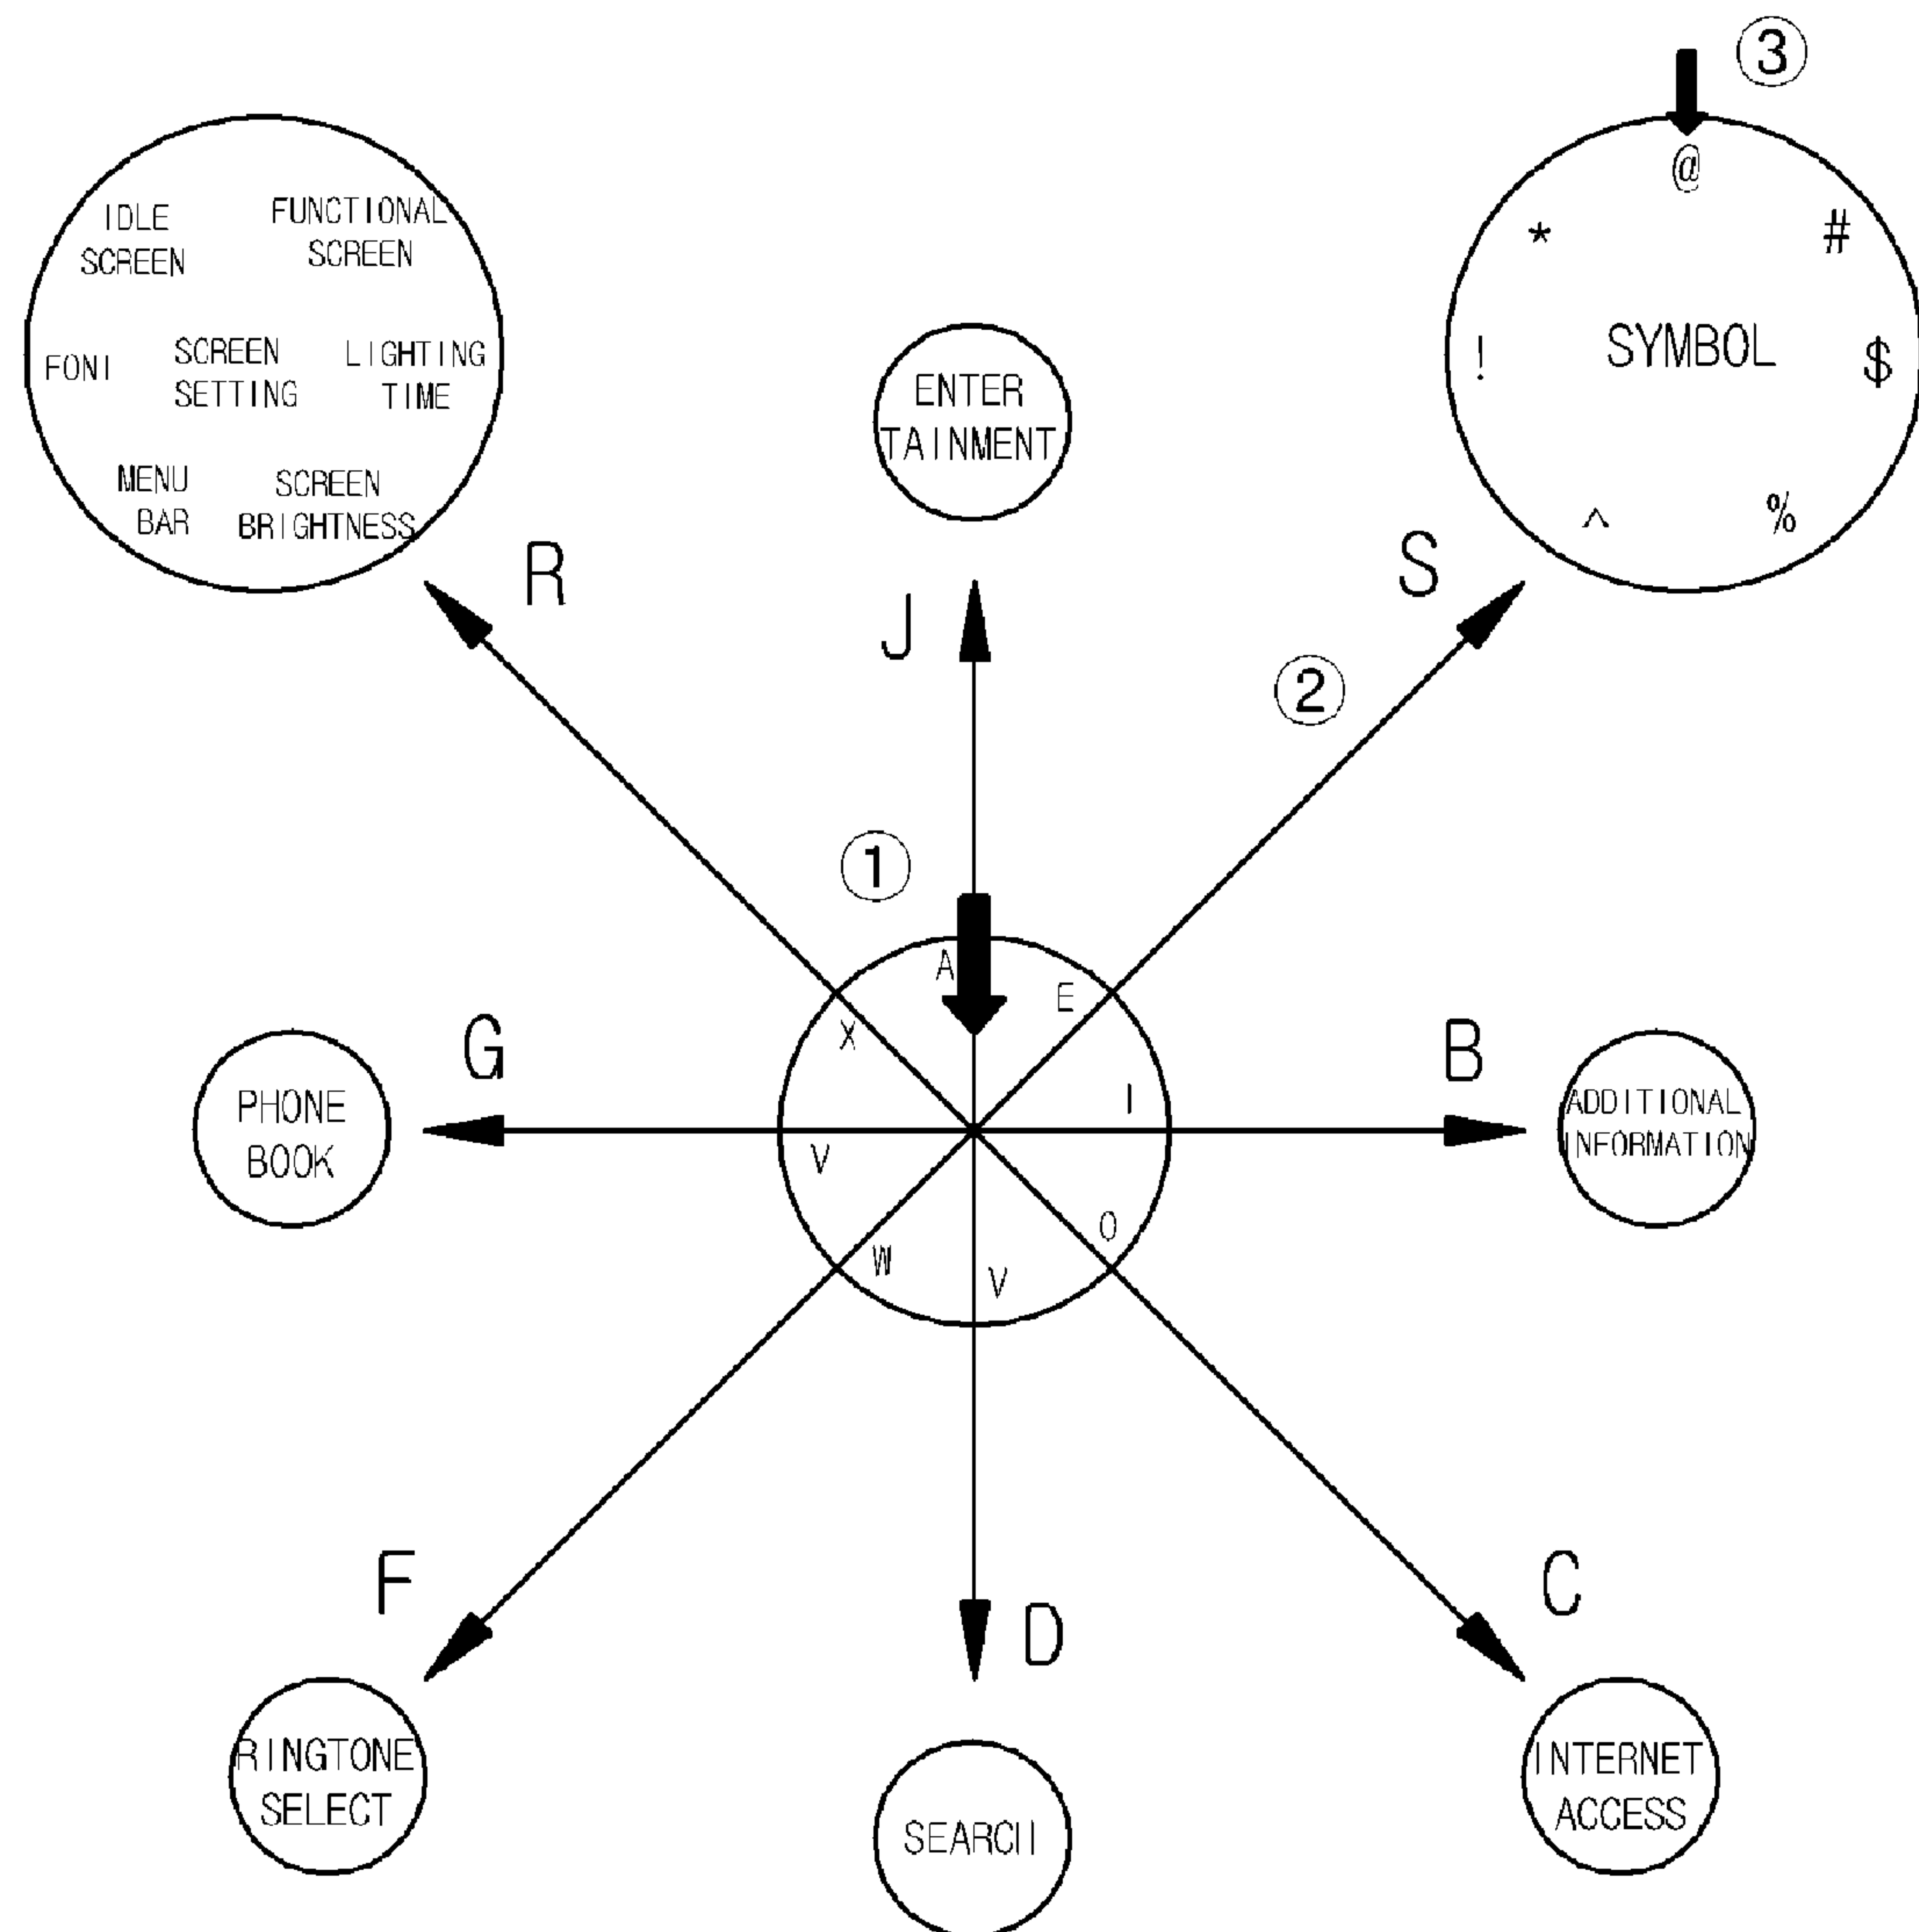 ③
@
*
#
!
SYMBOL
$
^
%
IDLE
SCREEN
FUNCTIONAL
SCREEN
FONI
SCREEN
SETTING
LIGHTING
TIME
MENU
BAR
SCREEN
BRIGHTNESS
ENTER
TAINMENT
R
J
S
②
①
A
E
X
I
V
O
W
V
G
B
PHONE
BOOK
ADDITIONAL
INFORMATION
F
D
C
RINGTONE
SELECT
SEARCH
INTERNET
ACCESS